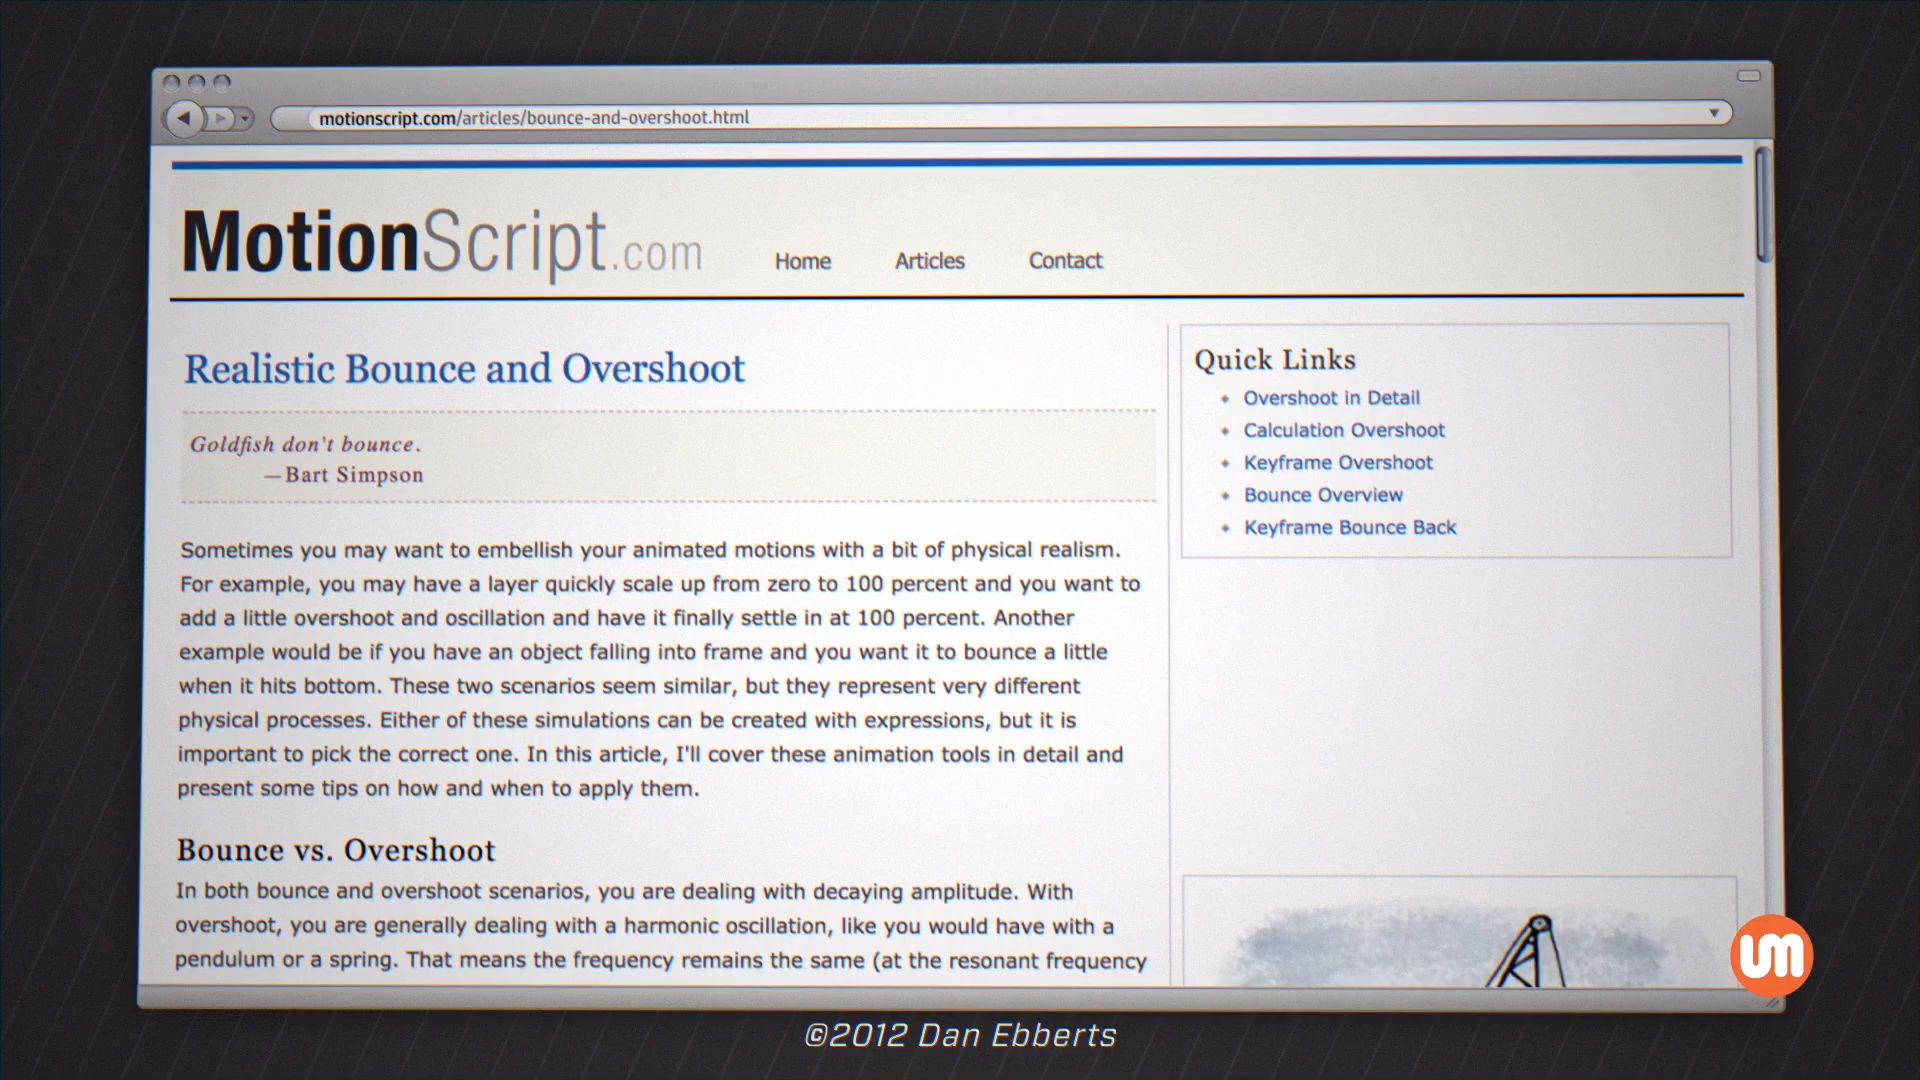 motionscript.com/articles/bounce-and-overshoot.html
MotionScript.com
Home
Articles
Contact
Realistic Bounce and Overshoot
Goldfish don't bounce.
—Bart Simpson
Sometimes you may want to embellish your animated motions with a bit of physical realism.
For example, you may have a layer quickly scale up from zero to 100 percent and you want to
add a little overshoot and oscillation and have it finally settle in at 100 percent. Another
example would be if you have an object falling into frame and you want it to bounce a little
when it hits bottom. These two scenarios seem similar, but they represent very different
physical processes. Either of these simulations can be created with expressions, but it is
important to pick the correct one. In this article, I'll cover these animation tools in detail and
present some tips on how and when to apply them.
Bounce vs. Overshoot
In both bounce and overshoot scenarios, you are dealing with decaying amplitude. With
overshoot, you are generally dealing with a harmonic oscillation, like you would have with a
pendulum or a spring. That means the frequency remains the same (at the resonant frequency
Quick Links
Overshoot in Detail
Calculation Overshoot
Keyframe Overshoot
Bounce Overview
Keyframe Bounce Back
um
©2012 Dan Ebberts